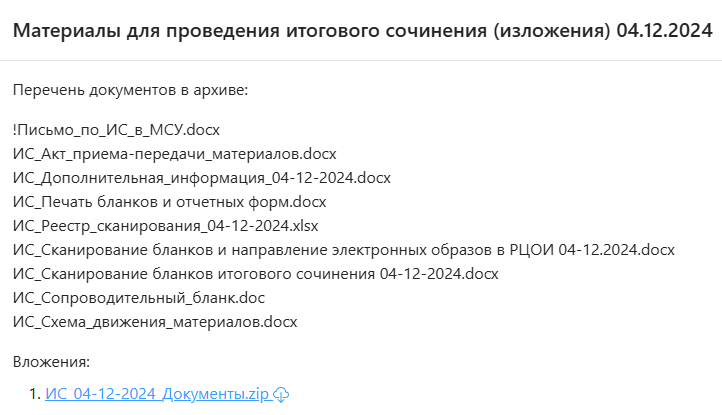 Материалы для проведения итогового сочинения (изложения) 04.12.2024
Перечень документов в архиве:
!Письмо_по_ИС_в_МСУ.docx
ИС_Акт_приема-передачи_материалов.docx
ИС_Дополнительная_информация_04-12-2024.docx
ИС_Печать бланков и отчетных форм.docx
ИС_Реестр_сканирования_04-12-2024.xlsx
ИС_Сканирование бланков и направление электронных образов в РЦОИ 04-12.2024.docx
ИС_Сканирование бланков итогового сочинения 04-12-2024.docx
ИС_Сопроводительный_бланк.doc
ИС_Схема_движения_материалов.docx
Вложения:
1. ИС_04-12-2024_Документы.zip